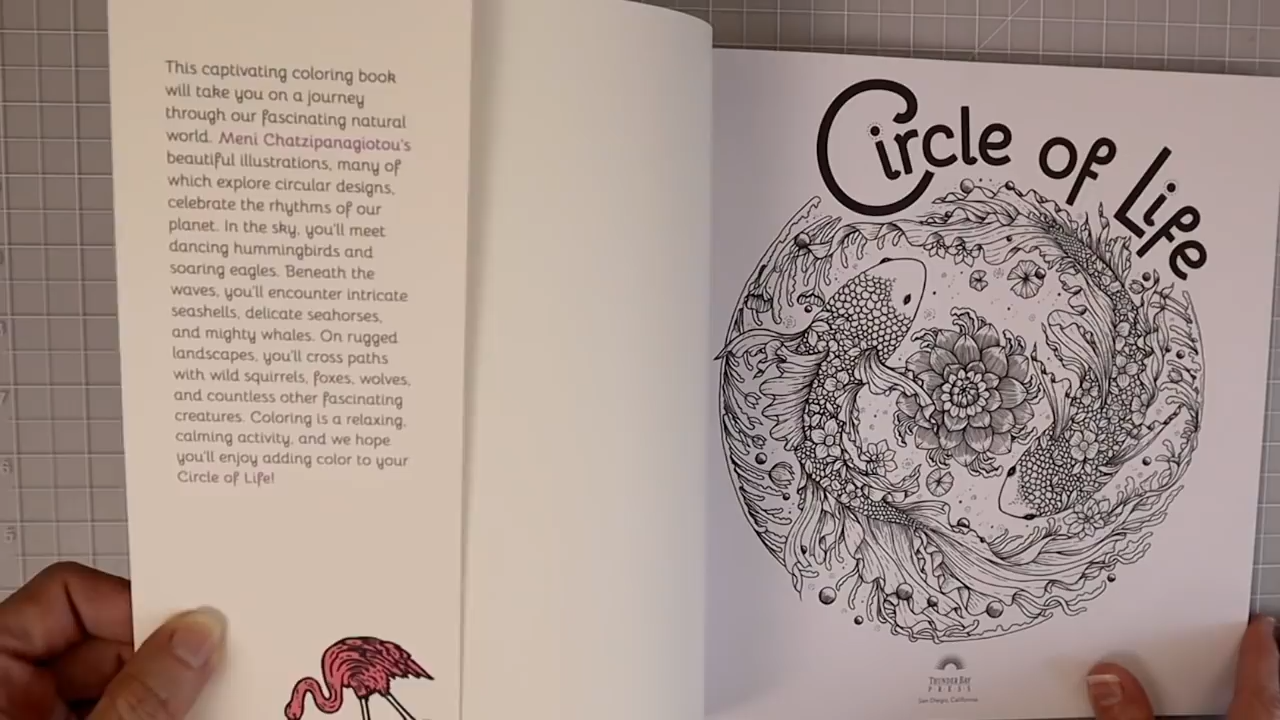 This captivating coloring book
will take you on a journey
through our fascinating natural
world. Meni Chatzipanagiotou's
beautiful illustrations, many of
which explore circular designs,
celebrate the rhythms of our
planet. In the sky, you'll meet
dancing hummingbirds and
soaring eagles. Beneath the
waves, you'll encounter intricate
seashells, delicate seahorses,
and mighty whales. On rugged
landscapes, you'll cross paths
with wild squirrels, foxes, wolves,
and countless other fascinating
creatures. Coloring is a relaxing,
calming activity, and we hope
you'll enjoy adding color to your
Circle of Life!
Circle of Life
THUNDER BAY
PRESS
San Diego, California